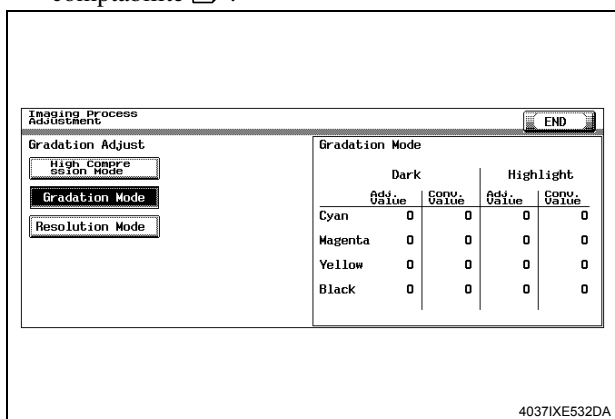 Imaging Process
Adjustment
END
Gradation Adjust
High Compre
ssion Mode
Gradation Mode
Resolution Mode
Gradation Mode
Dark Highlight
Adj. Value Conv. Value Adj. Value Conv. Value
Cyan 0 0 0 0
Magenta 0 0 0 0
Yellow 0 0 0 0
Black 0 0 0 0
4037IXE532DA